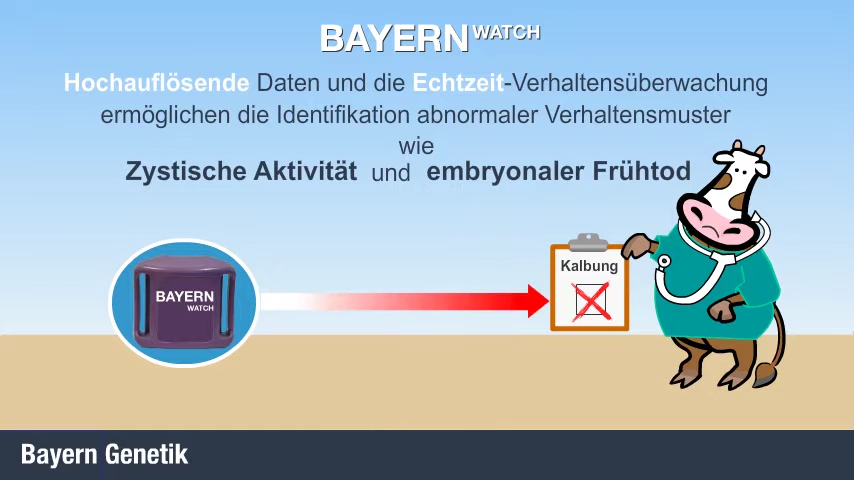 BAYERN WATCH
Hochauflösende Daten und die Echtzeit-Verhaltensüberwachung
ermöglichen die Identifikation abnormaler Verhaltensmuster
wie
Zystische Aktivität und embryonaler Frühtod
Kalbung
BAYERN
WATCH
Bayern Genetik